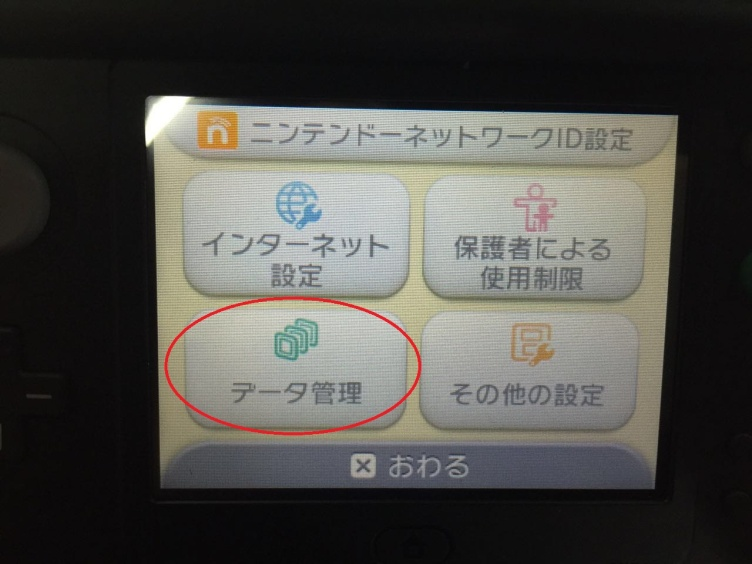 ニンテンドーネットワークID設定
インターネット
設定
保護者による
使用制限
データ管理
その他の設定
おわる